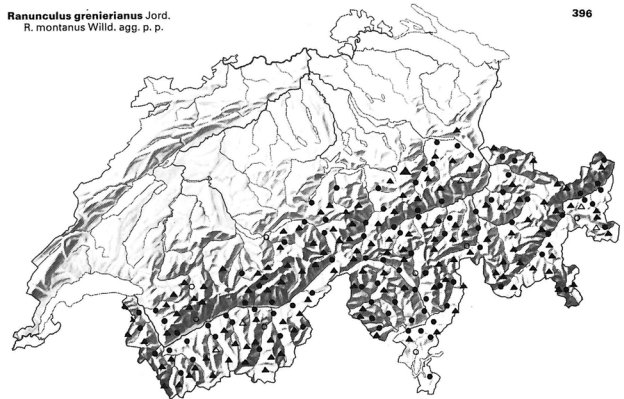 Ranunculus grenierianus Jord.
R. montanus Willd. agg. p. p.
396